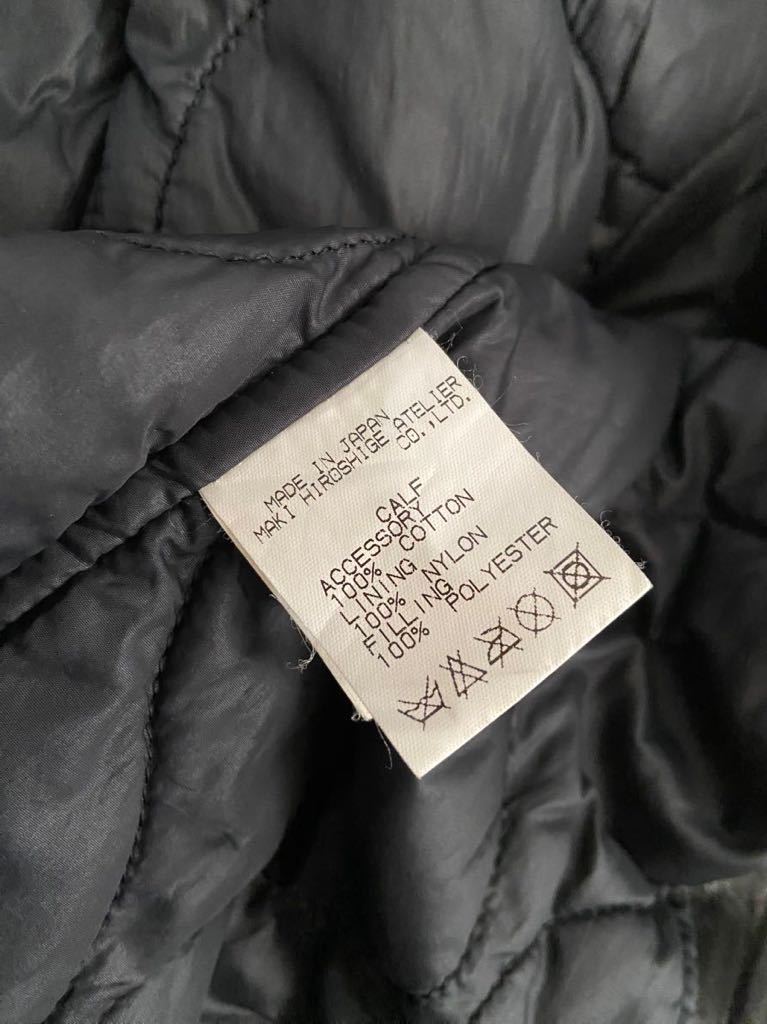 MADE IN JAPAN
MAKI HIROSHIGE ATELIER
CO.,LTD.
CALF
ACCESSORY
100% COTTON
LINING
100% NYLON
FILLING
100% POLYESTER